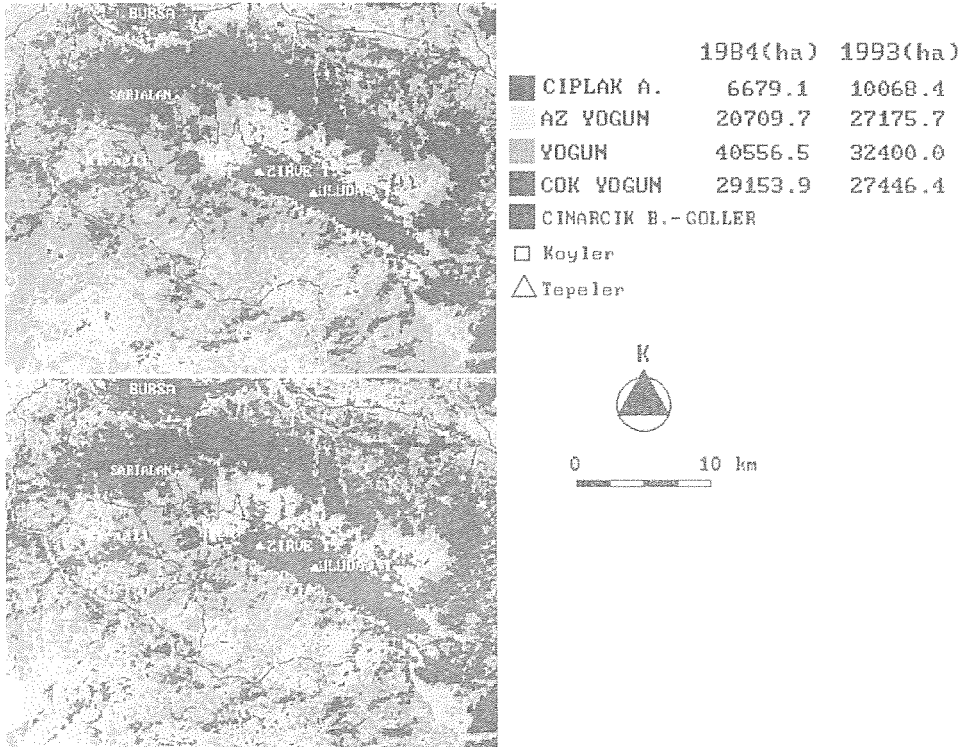 BURSA
SARIALAN
ZIRVE T.
1984
BURSA
SARIALAN
ZIRVE T.
1993
1984(ha) 1993(ha)
CIPLAK A. 6679.1 10068.4
AZ YOGUN 20709.7 27175.7
YOGUN 40556.5 32400.0
COK YOGUN 29153.9 27446.4
CINARCIK B.-GOLLER
Koyler
Tepeler
K
0 10 km